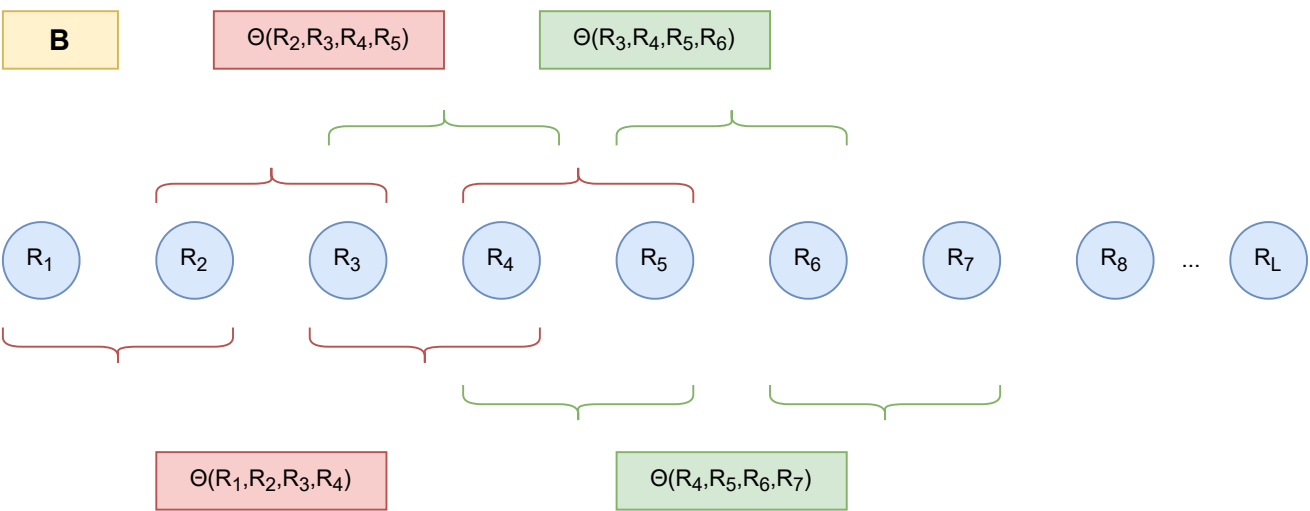 B
Θ(R₂,R₃,R₄,R₅)
Θ(R₃,R₄,R₅,R₆)
R₁ R₂ R₃ R₄ R₅ R₆ R₇ R₈ ... R_L
Θ(R₁,R₂,R₃,R₄)
Θ(R₄,R₅,R₆,R₇)